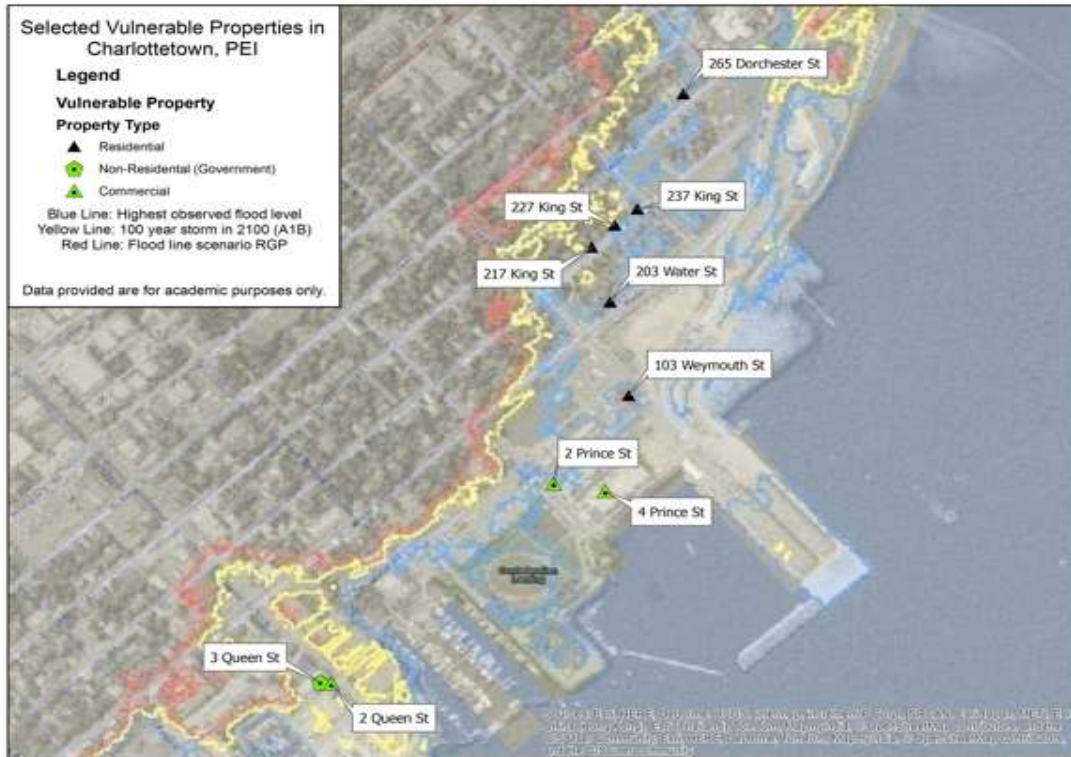 Selected Vulnerable Properties in
Charlottetown, PEI
Legend
Vulnerable Property
Property Type
Residential
Non-Residental (Government)
Commercial
Blue Line: Highest observed flood level
Yellow Line: 100 year storm in 2100 (A1B)
Red Line: Flood line scenario RGP
Data provided are for academic purposes only.
265 Dorchester St
237 King St
227 King St
217 King St
203 Water St
103 Weymouth St
2 Prince St
4 Prince St
Confederation
Landing
3 Queen St
2 Queen St